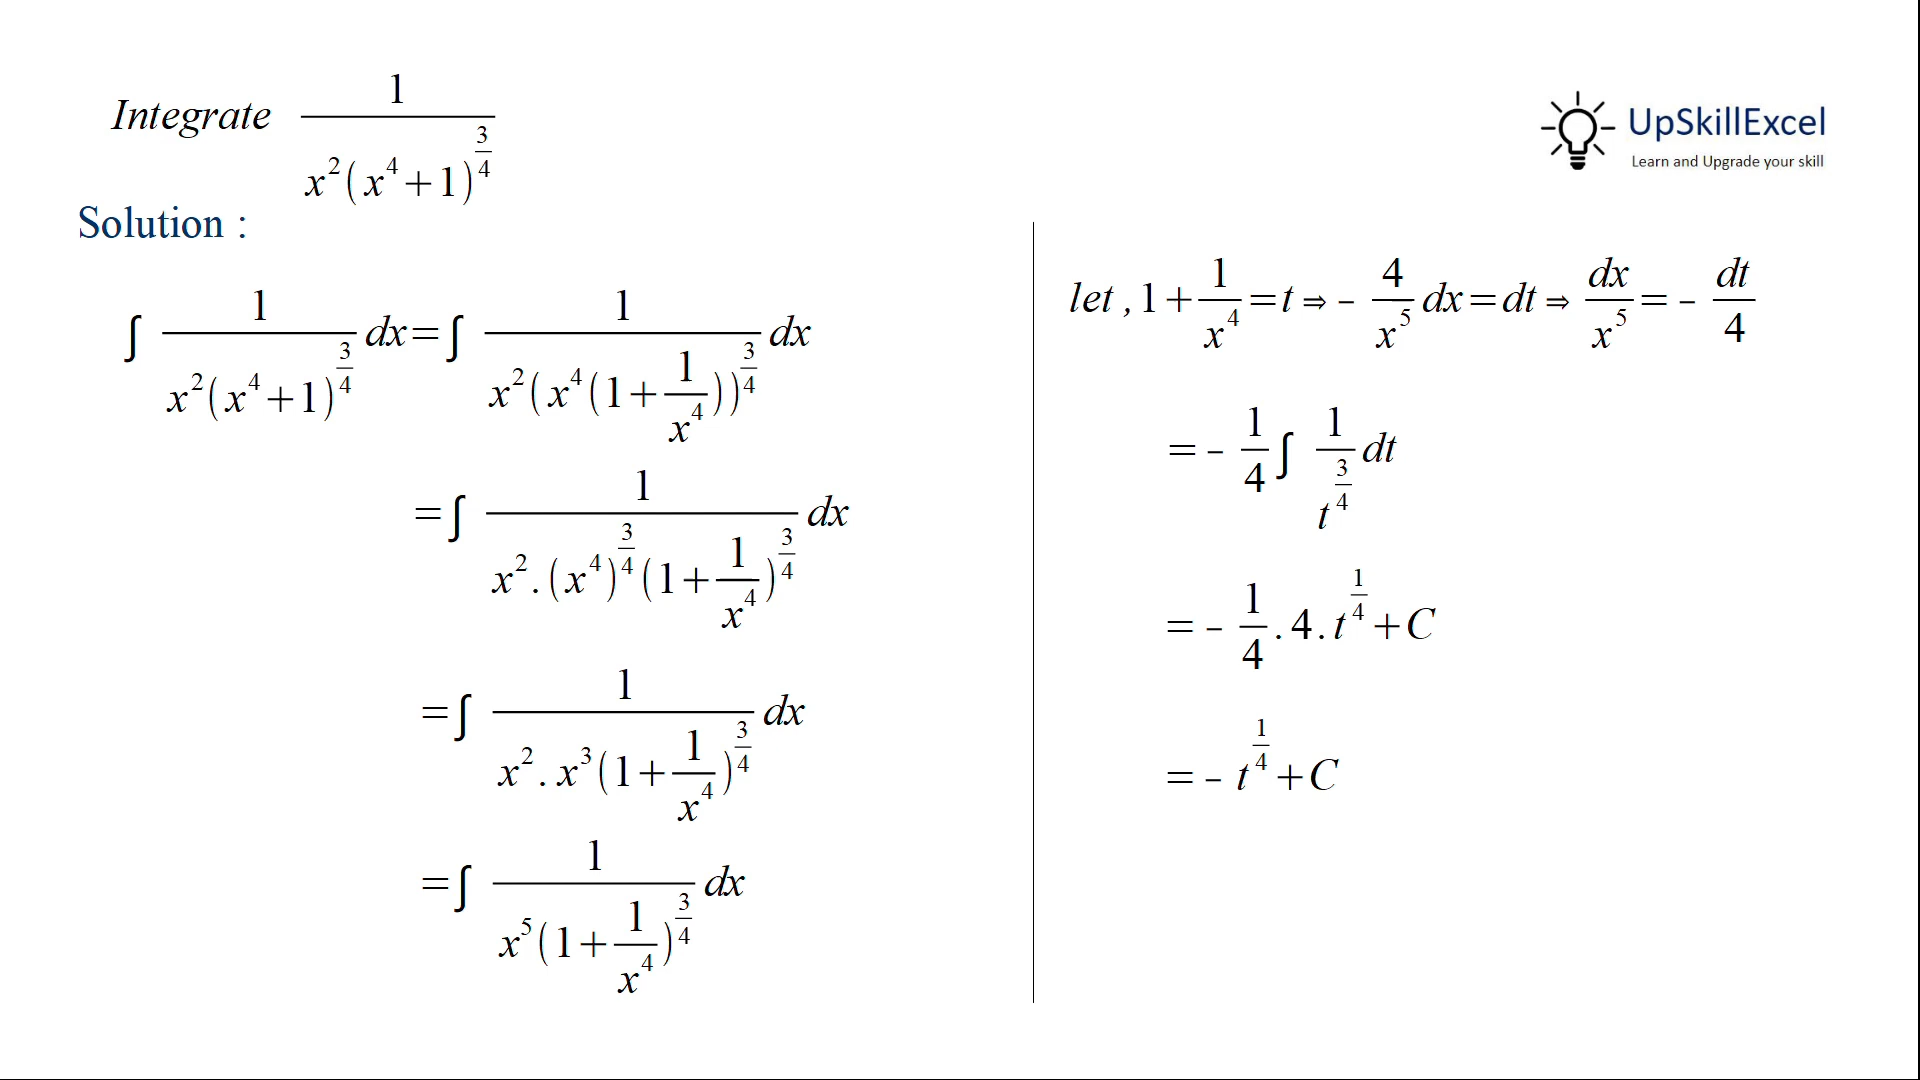 Integrate 1/(x^2(x^4+1)^(3/4))
UpSkillExcel
Learn and Upgrade your skill
Solution :
∫ 1/(x^2(x^4+1)^(3/4)) dx=∫ 1/(x^2(x^4(1+1/x^4))^(3/4)) dx
=∫ 1/(x^2.(x^4)^(3/4)(1+1/x^4)^(3/4)) dx
=∫ 1/(x^2.x^3(1+1/x^4)^(3/4)) dx
=∫ 1/(x^5(1+1/x^4)^(3/4)) dx
let ,1+1/x^4=t⇒–4/x^5 dx=dt⇒dx/x^5=–dt/4
=–1/4∫ 1/t^(3/4) dt
=–1/4.4.t^(1/4)+C
=–t^(1/4)+C